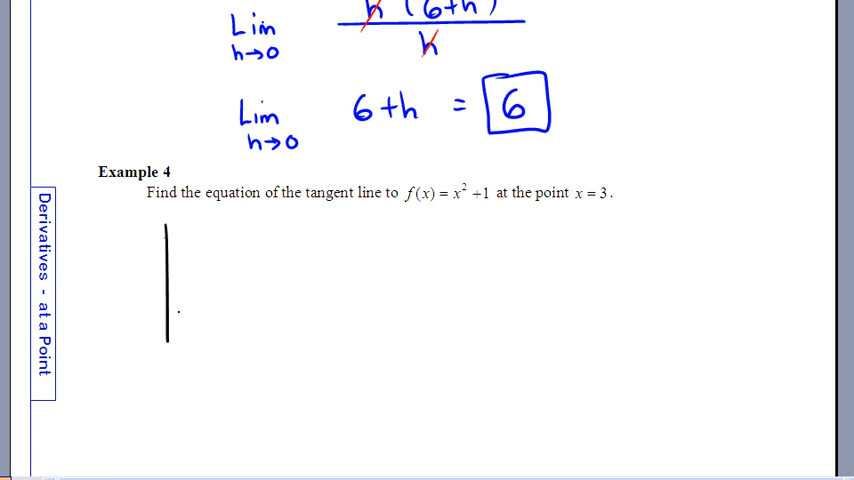 h (6+h)
Lim
h→0
h
Lim 6+h = 6
h→0
Example 4
Find the equation of the tangent line to f(x) = x² +1 at the point x = 3.
Derivatives - at a Point